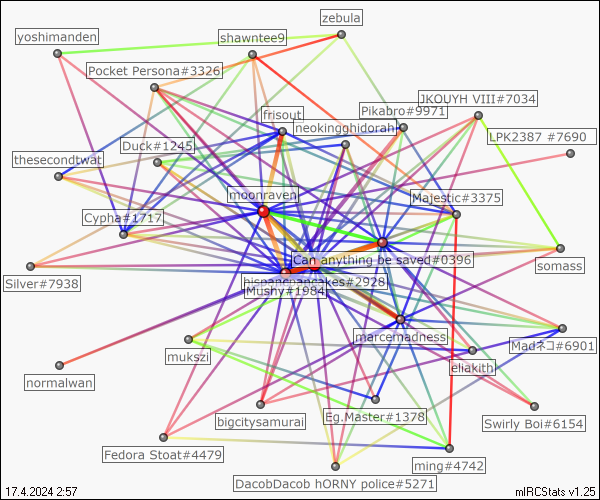 zebula
yoshimanden
shawntee9
Pocket Persona#3326
JKOUYH VIII#7034
frisout
Pikabro#9971
neokingghidorah
LPK2387 #7690
Duck#1245
thesecondtwat
moonraven
Majestic#3375
Cypha#1717
Can anything be saved#0396
somass
Silver#7938
hispanicpancakes#2928
Mushy#1984
marcemadness
Madネコ#6901
mukszi
eliakith
normalwan
Eg.Master#1378
bigcitysamurai
Swirly Boi#6154
Fedora Stoat#4479
ming#4742
DacobDacob hORNY police#5271
17.4.2024 2:57
mIRCStats v1.25